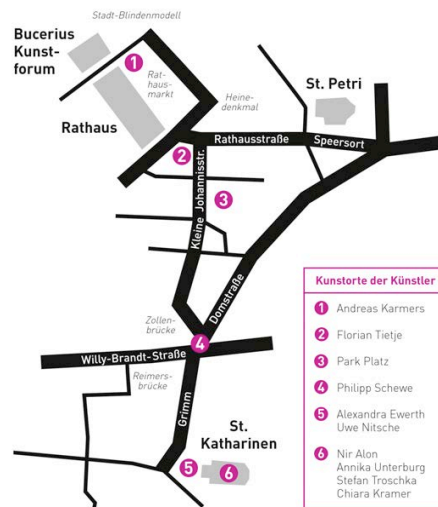 Stadt-Blindenmodell
Bucerius
Kunst-
forum
1
Rat-
haus-
markt
Heine-
denkmal
St. Petri
Rathaus
Rathausstraße
Speersort
2
3
Kleine Johannisstr.
Domstraße
Zollen-
brücke
4
Willy-Brandt-Straße
Reimers-
brücke
Grimm
St.
Katharinen
5
6
Kunstorte der Künstler
1 Andreas Karmers
2 Florian Tietje
3 Park Platz
4 Philipp Schewe
5 Alexandra Ewerth
Uwe Nitsche
6 Nir Alon
Annika Unterburg
Stefan Troschka
Chiara Kramer